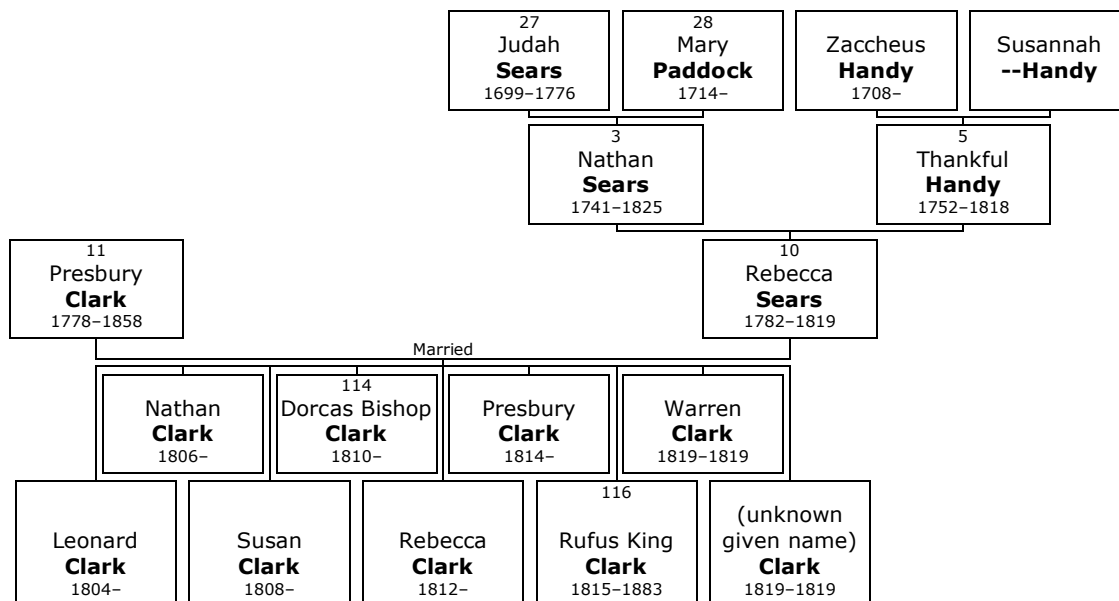 27
Judah
Sears
1699–1776
28
Mary
Paddock
1714–
Zaccheus
Handy
1708–
Susannah
--Handy
3
Nathan
Sears
1741–1825
5
Thankful
Handy
1752–1818
11
Presbury
Clark
1778–1858
10
Rebecca
Sears
1782–1819
Married
Nathan
Clark
1806–
114
Dorcas Bishop
Clark
1810–
Presbury
Clark
1814–
Warren
Clark
1819–1819
Leonard
Clark
1804–
Susan
Clark
1808–
Rebecca
Clark
1812–
116
Rufus King
Clark
1815–1883
(unknown
given name)
Clark
1819–1819